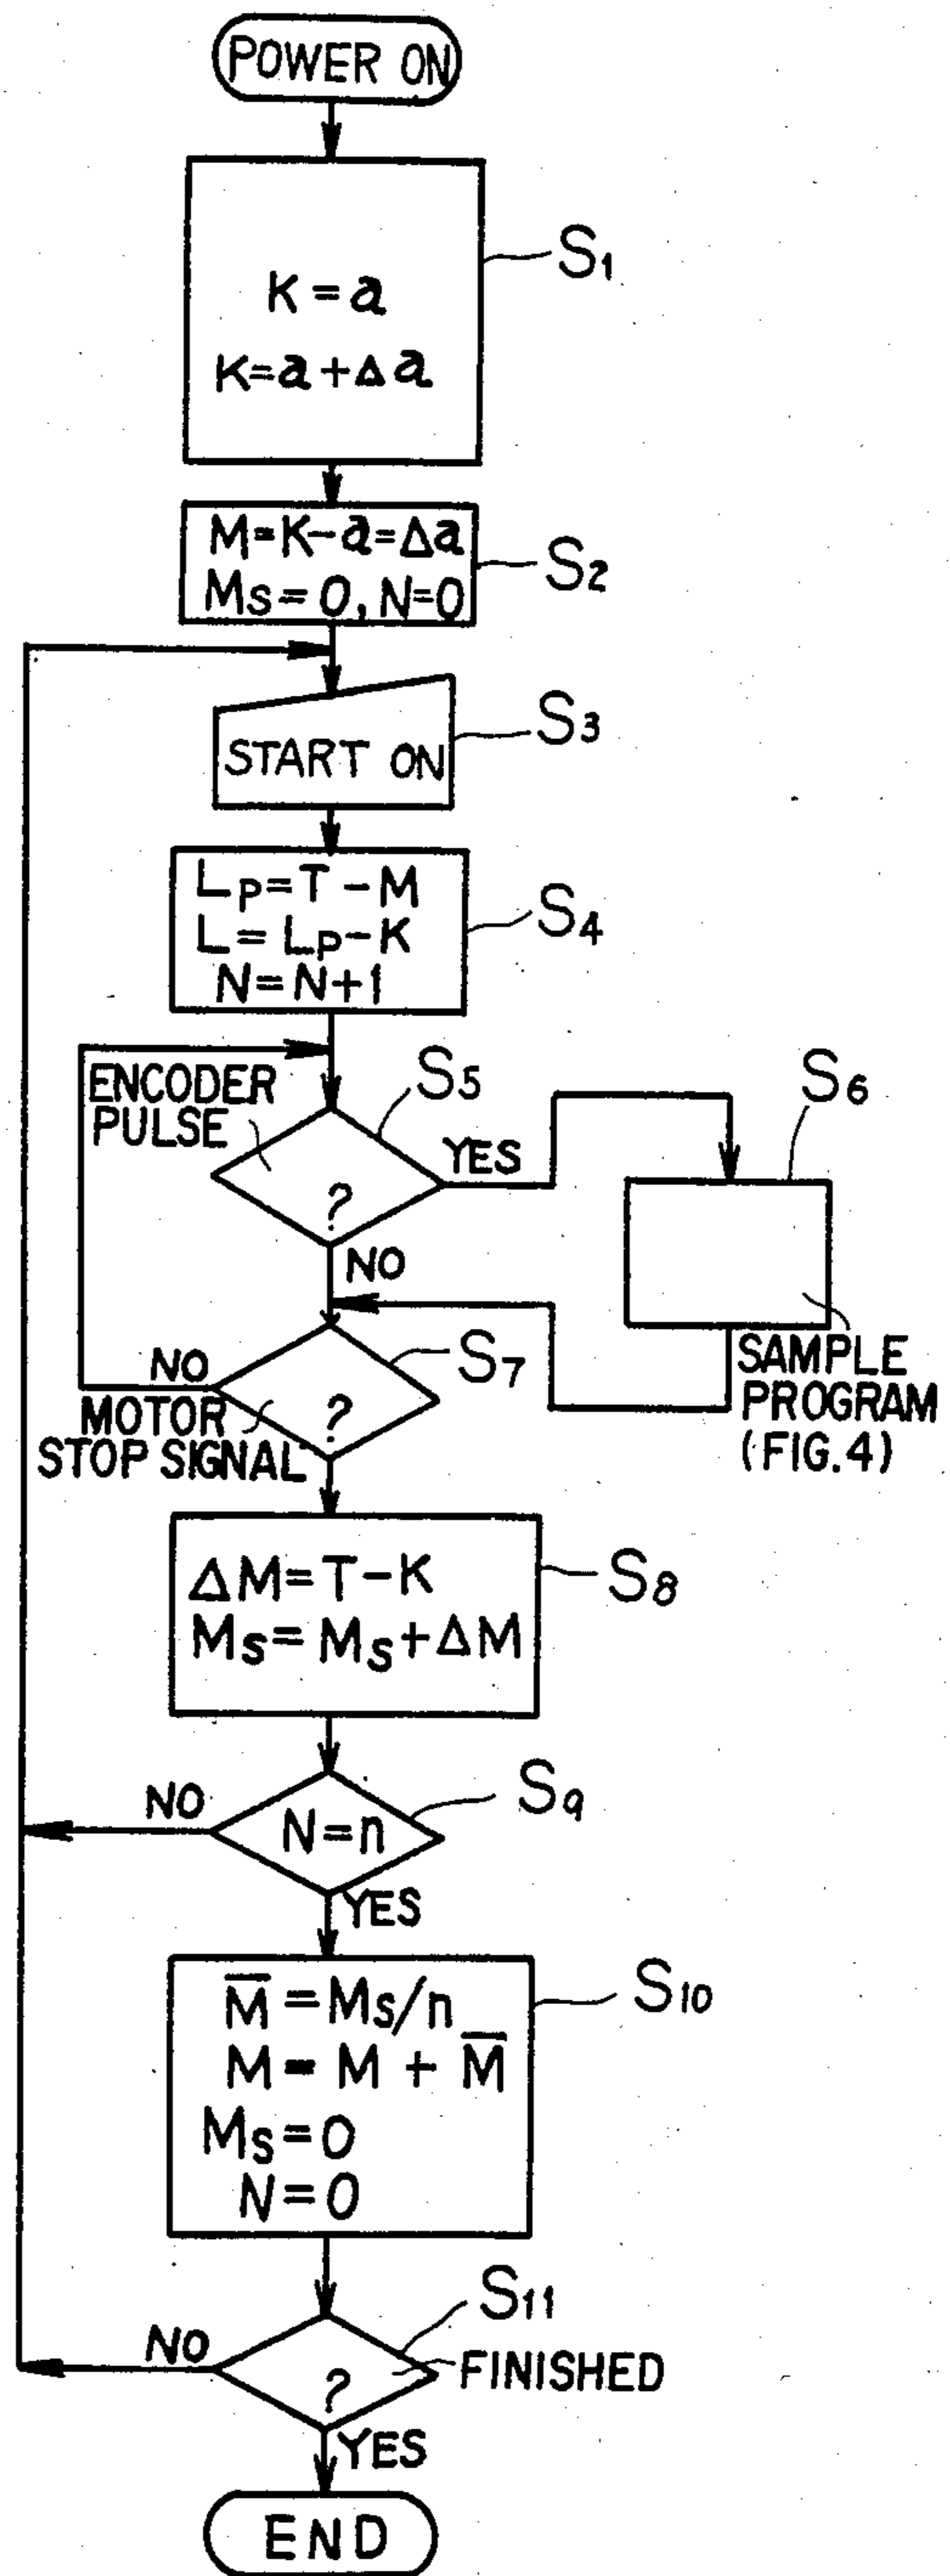 POWER ON
S1
K = a
K=a+Δa
M=K-a=Δa
Ms=0, N=0
S2
START ON
S3
LP=T-M
L=LP-K
N=N+1
S4
ENCODER
PULSE
S5
?
YES
NO
S6
SAMPLE
PROGRAM
(FIG.4)
NO
S7
MOTOR
STOP SIGNAL
?
ΔM=T-K
Ms=Ms+ΔM
S8
NO
N=n
S9
YES
M̅=Ms/n
M=M+M̅
Ms=0
N=0
S10
S11
NO
?
FINISHED
YES
END